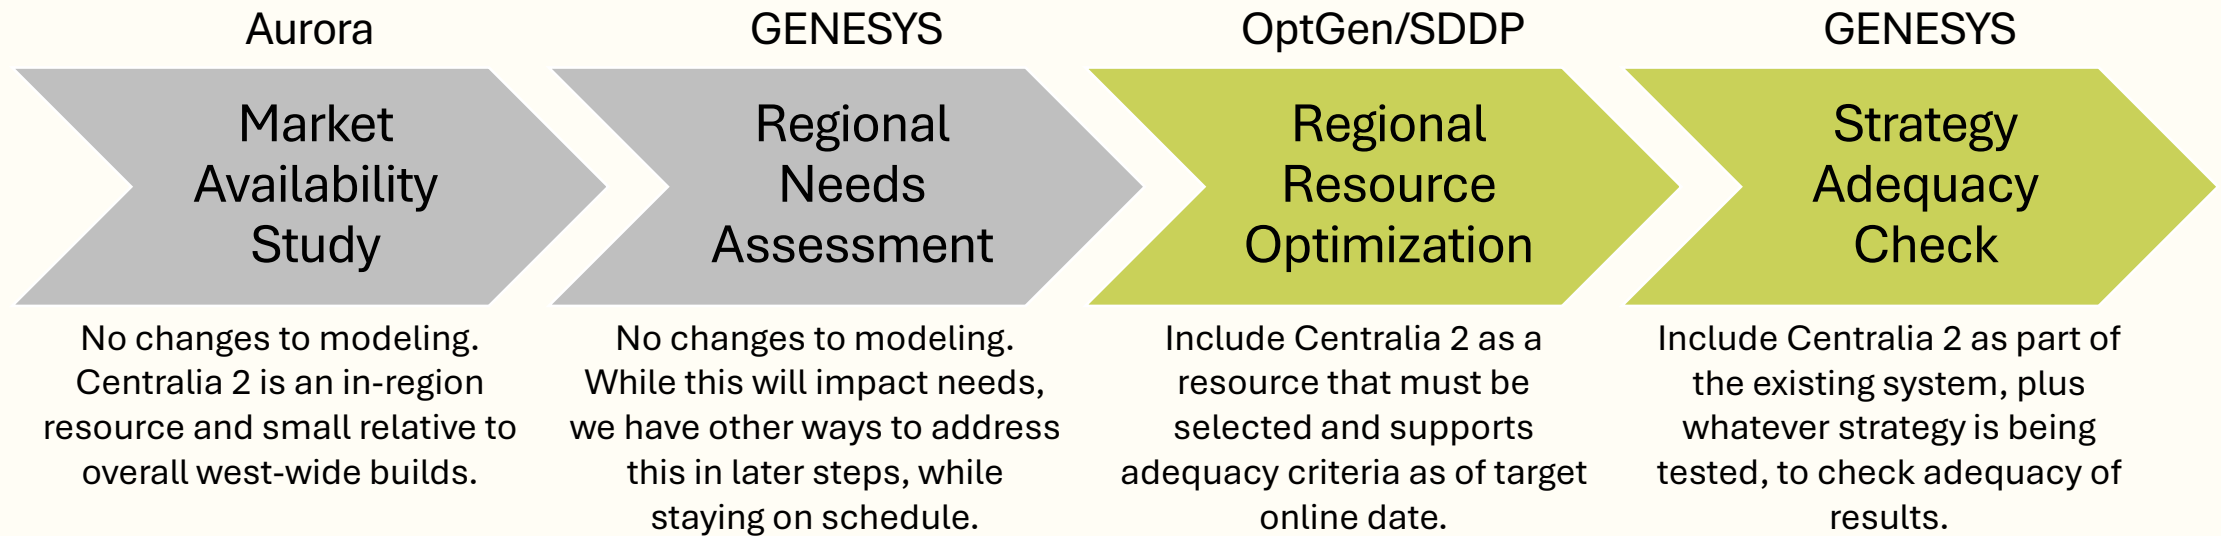 Aurora
Market
Availability
Study
No changes to modeling.
Centralia 2 is an in-region
resource and small relative to
overall west-wide builds.
GENESYS
Regional
Needs
Assessment
No changes to modeling.
While this will impact needs,
we have other ways to address
this in later steps, while
staying on schedule.
OptGen/SDDP
Regional
Resource
Optimization
Include Centralia 2 as a
resource that must be
selected and supports
adequacy criteria as of target
online date.
GENESYS
Strategy
Adequacy
Check
Include Centralia 2 as part of
the existing system, plus
whatever strategy is being
tested, to check adequacy of
results.